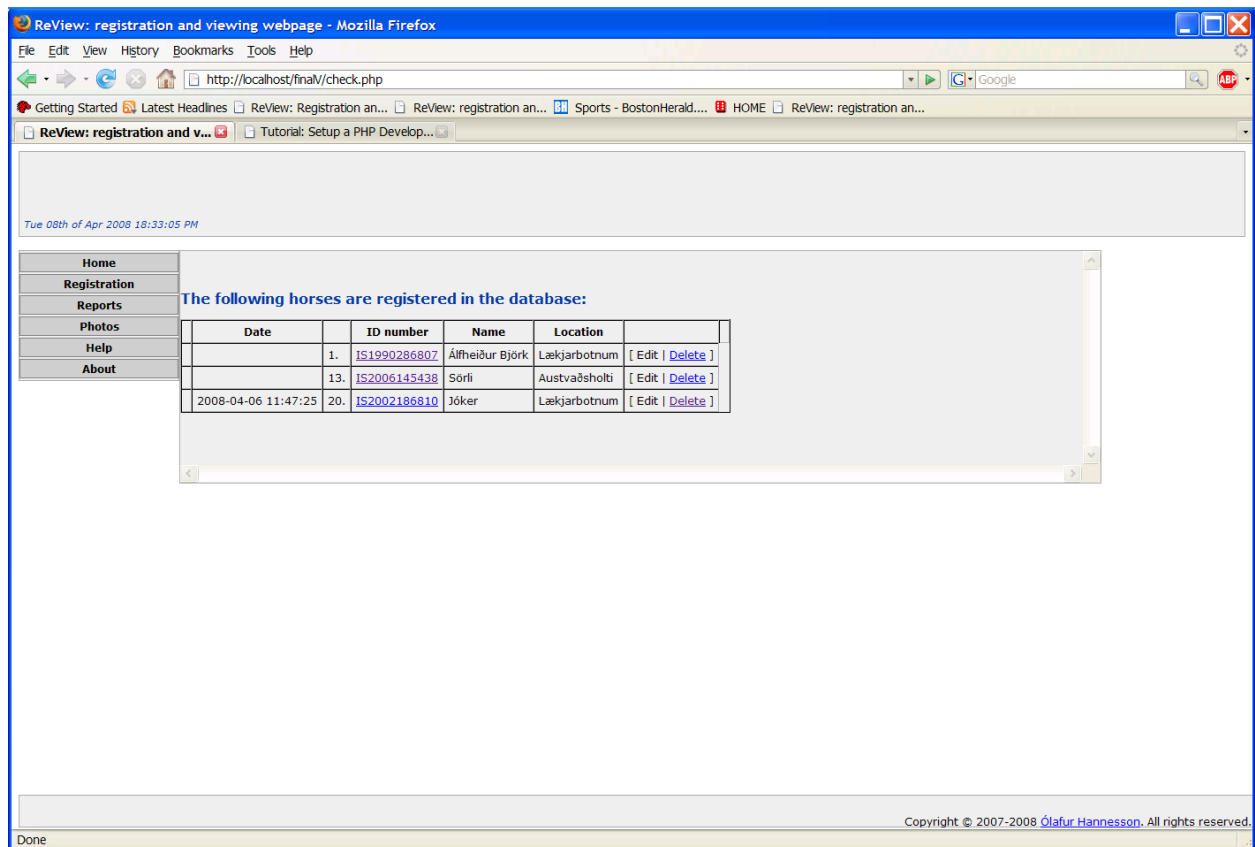 ReView: registration and viewing webpage - Mozilla Firefox
File Edit View History Bookmarks Tools Help
http://localhost/finalV/check.php
G Google
ABP
Getting Started Latest Headlines ReView: Registration an... ReView: registration an... BH Sports - BostonHerald.... HOME ReView: registration an...
ReView: registration and v... Tutorial: Setup a PHP Develop...
Tue 08th of Apr 2008 18:33:05 PM
Home
Registration
Reports
Photos
Help
About
The following horses are registered in the database:
Date ID number Name Location
1. IS1990286807 Álfheiður Björk Lækjarbotnum [ Edit | Delete ]
13. IS2006145438 Sörli Austvaðsholti [ Edit | Delete ]
2008-04-06 11:47:25 20. IS2002186810 Jóker Lækjarbotnum [ Edit | Delete ]
Copyright © 2007-2008 Ólafur Hannesson. All rights reserved.
Done